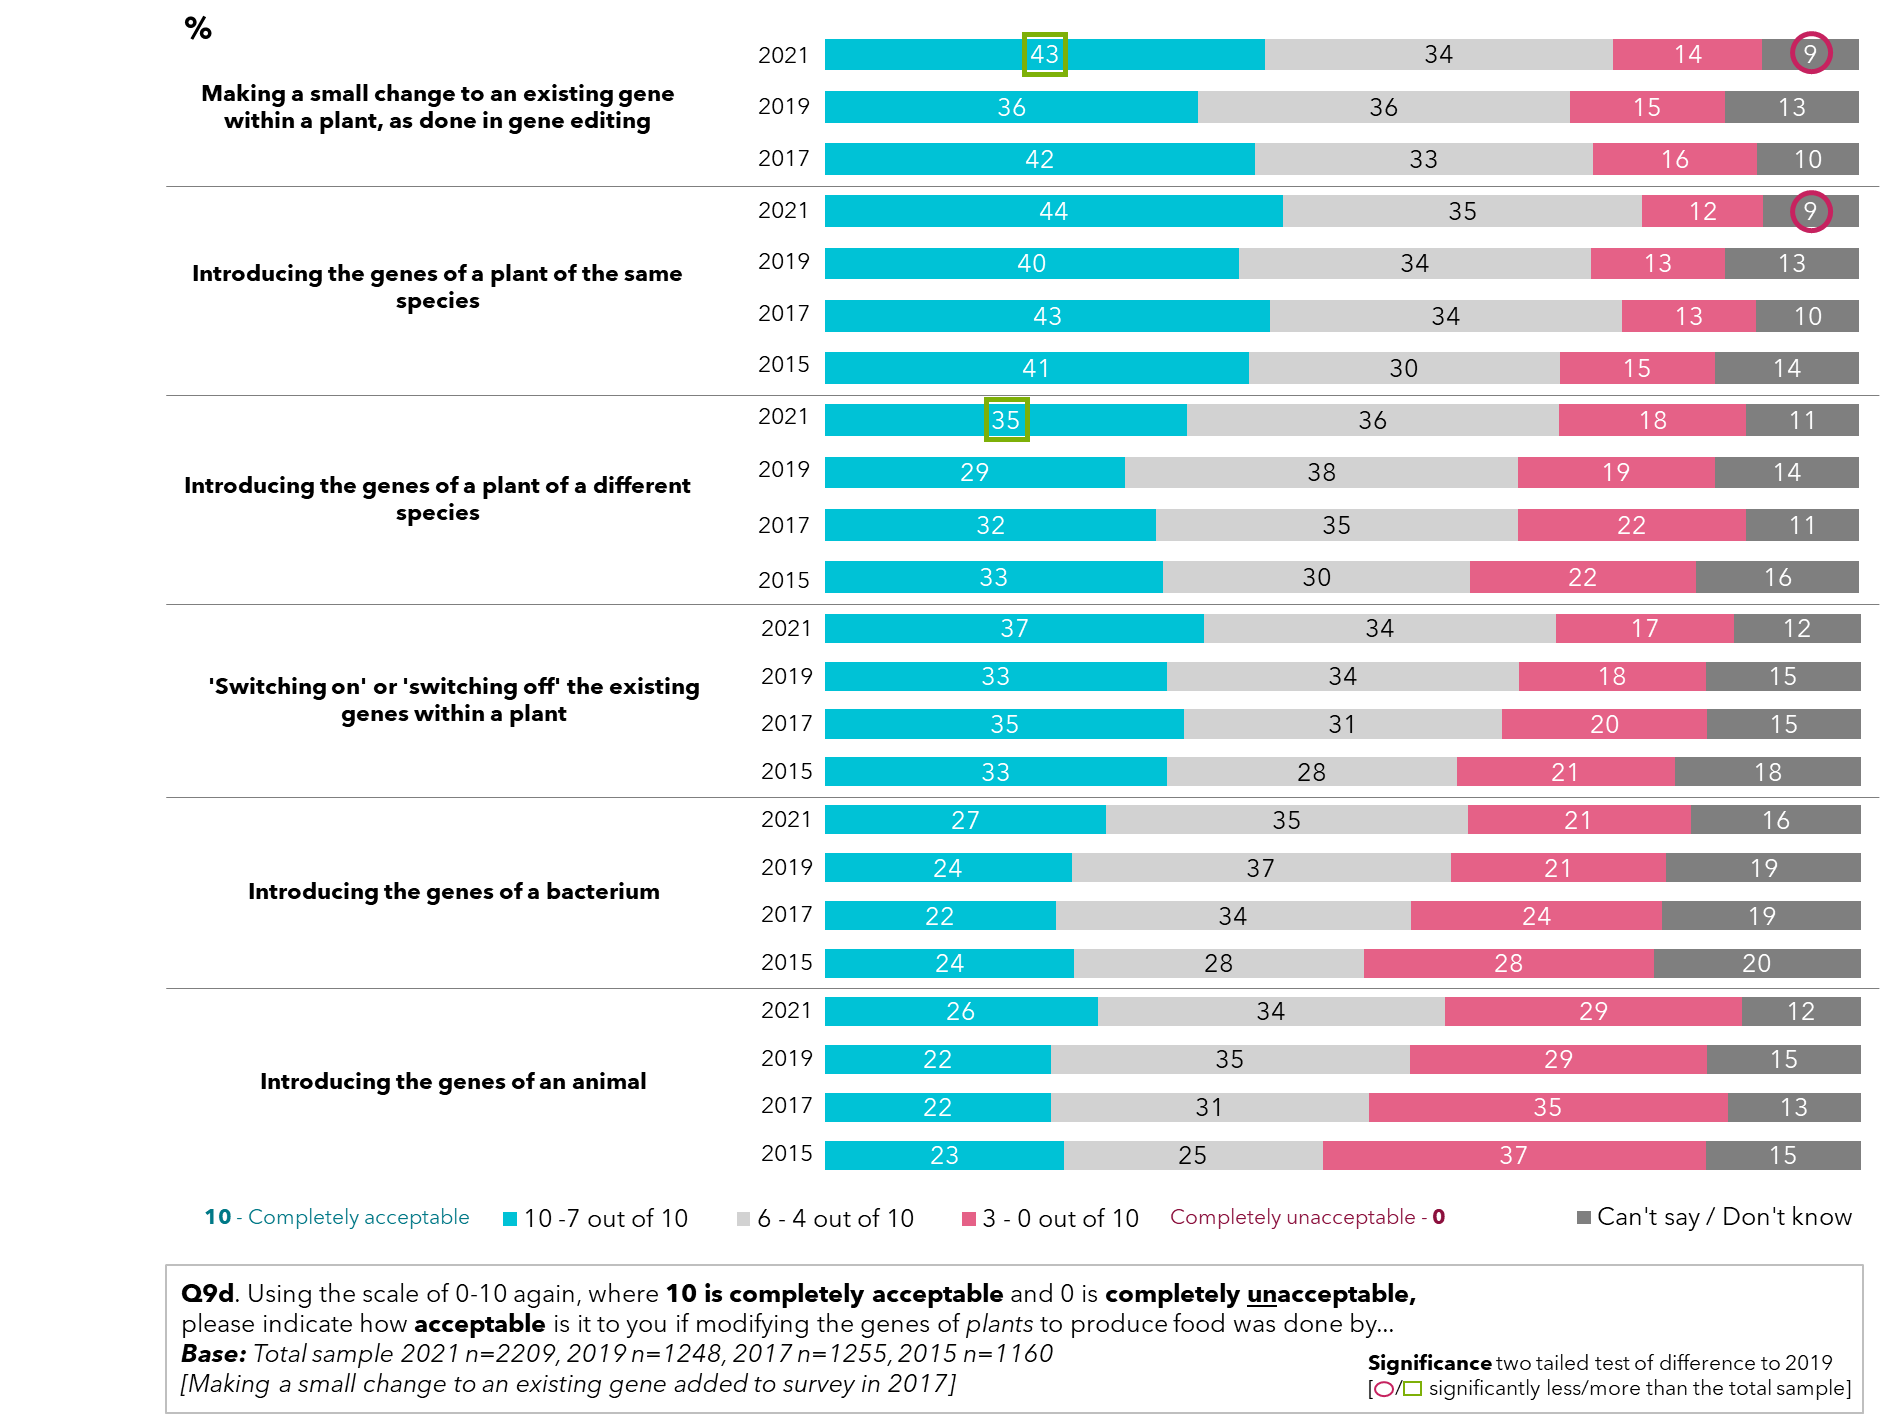 %
Making a small change to an existing gene
within a plant, as done in gene editing
2021 43 34 14 9
2019 36 36 15 13
2017 42 33 16 10
Introducing the genes of a plant of the same
species
2021 44 35 12 9
2019 40 34 13 13
2017 43 34 13 10
2015 41 30 15 14
Introducing the genes of a plant of a different
species
2021 35 36 18 11
2019 29 38 19 14
2017 32 35 22 11
2015 33 30 22 16
'Switching on' or 'switching off' the existing
genes within a plant
2021 37 34 17 12
2019 33 34 18 15
2017 35 31 20 15
2015 33 28 21 18
Introducing the genes of a bacterium
2021 27 35 21 16
2019 24 37 21 19
2017 22 34 24 19
2015 24 28 28 20
Introducing the genes of an animal
2021 26 34 29 12
2019 22 35 29 15
2017 22 31 35 13
2015 23 25 37 15
10 - Completely acceptable 10 -7 out of 10 6 - 4 out of 10 3 - 0 out of 10 Completely unacceptable - 0 Can't say / Don't know
Q9d. Using the scale of 0-10 again, where 10 is completely acceptable and 0 is completely unacceptable,
please indicate how acceptable is it to you if modifying the genes of plants to produce food was done by...
Base: Total sample 2021 n=2209, 2019 n=1248, 2017 n=1255, 2015 n=1160
[Making a small change to an existing gene added to survey in 2017]
Significance two tailed test of difference to 2019
[ / significantly less/more than the total sample]